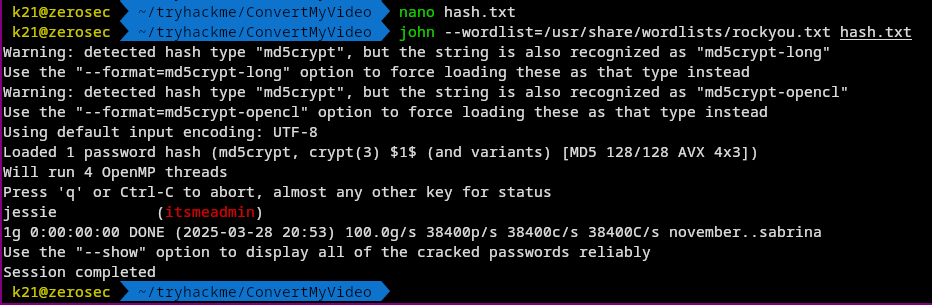 k21@zerosec ~/tryhackme/ConvertMyVideo nano hash.txt
k21@zerosec ~/tryhackme/ConvertMyVideo john --wordlist=/usr/share/wordlists/rockyou.txt hash.txt
Warning: detected hash type "md5crypt", but the string is also recognized as "md5crypt-long"
Use the "--format=md5crypt-long" option to force loading these as that type instead
Warning: detected hash type "md5crypt", but the string is also recognized as "md5crypt-opencl"
Use the "--format=md5crypt-opencl" option to force loading these as that type instead
Using default input encoding: UTF-8
Loaded 1 password hash (md5crypt, crypt(3) $1$ (and variants) [MD5 128/128 AVX 4x3])
Will run 4 OpenMP threads
Press 'q' or Ctrl-C to abort, almost any other key for status
jessie           (itsmeadmin)
1g 0:00:00:00 DONE (2025-03-28 20:53) 100.0g/s 38400p/s 38400c/s 38400C/s november..sabrina
Use the "--show" option to display all of the cracked passwords reliably
Session completed
k21@zerosec ~/tryhackme/ConvertMyVideo